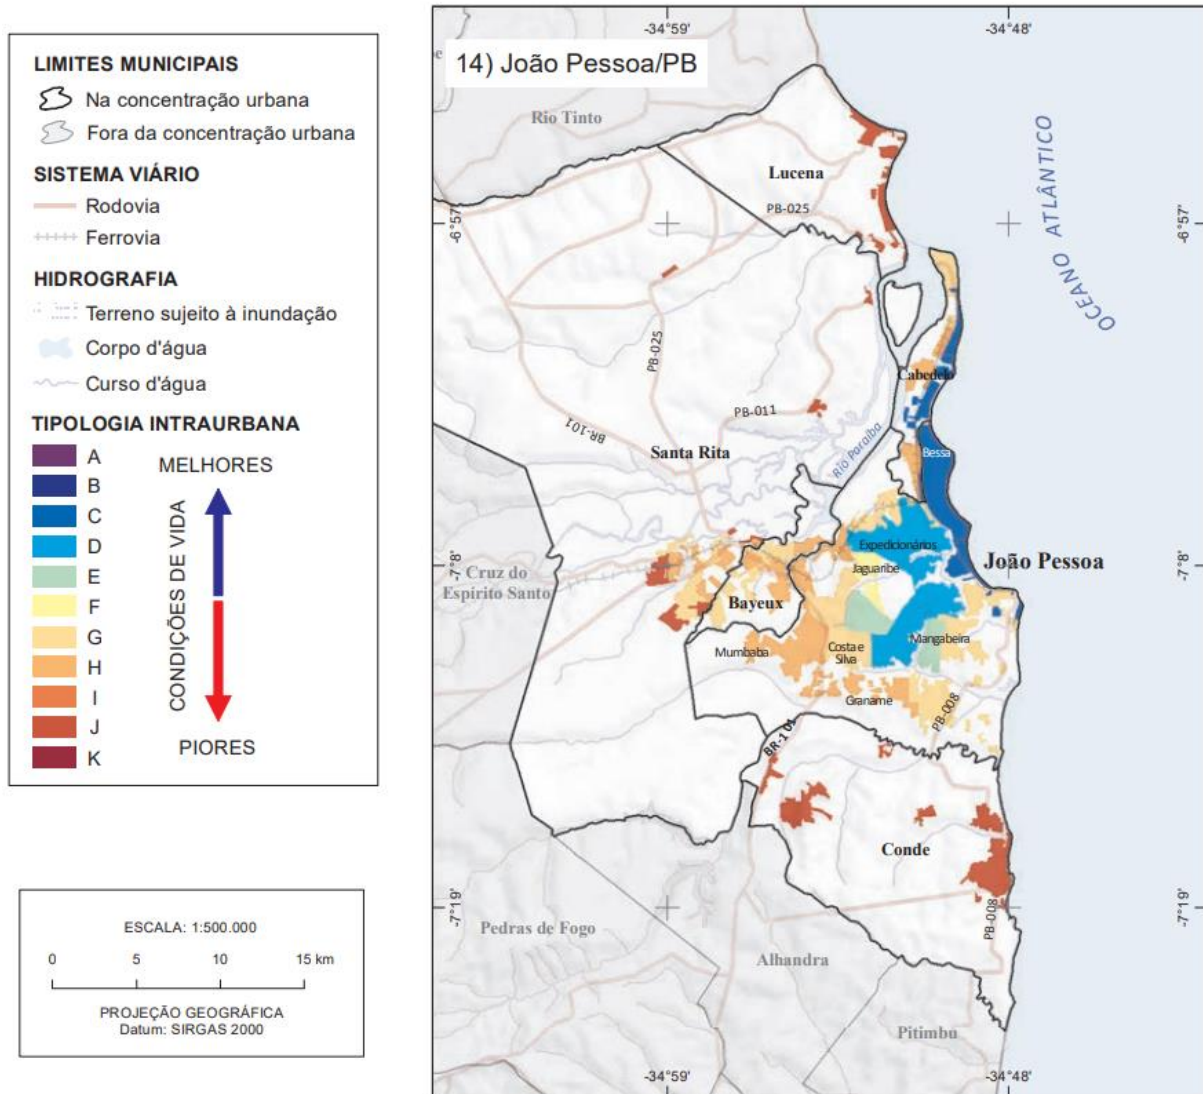 LIMITES MUNICIPAIS
Na concentração urbana
Fora da concentração urbana
SISTEMA VIÁRIO
Rodovia
Ferrovia
HIDROGRAFIA
Terreno sujeito à inundação
Corpo d'água
Curso d'água
TIPOLOGIA INTRAURBANA
A
B
C
D
E
F
G
H
I
J
K
MELHORES
CONDIÇÕES DE VIDA
PIORES
ESCALA: 1:500.000
0 5 10 15 km
PROJEÇÃO GEOGRÁFICA
Datum: SIRGAS 2000
-34°59' -34°48'
14) João Pessoa/PB
Rio Tinto
OCEANO ATLÂNTICO
Lucena
PB-025
-6°57' -6°57'
PB-025
Cabedelo
PB-011
BR-101
Santa Rita
Rio Paraíba
Bessa
Expedicionários
João Pessoa
-7°8' -7°8'
Jaguaribe
Cruz do
Espírito Santo
Bayeux
Mangabeira
Mumbaba
Costa e
Silva
Graname
PB-008
BR-101
Conde
-7°19' -7°19'
PB-008
Pedras de Fogo
Alhandra
Pitimbu
-34°59' -34°48'